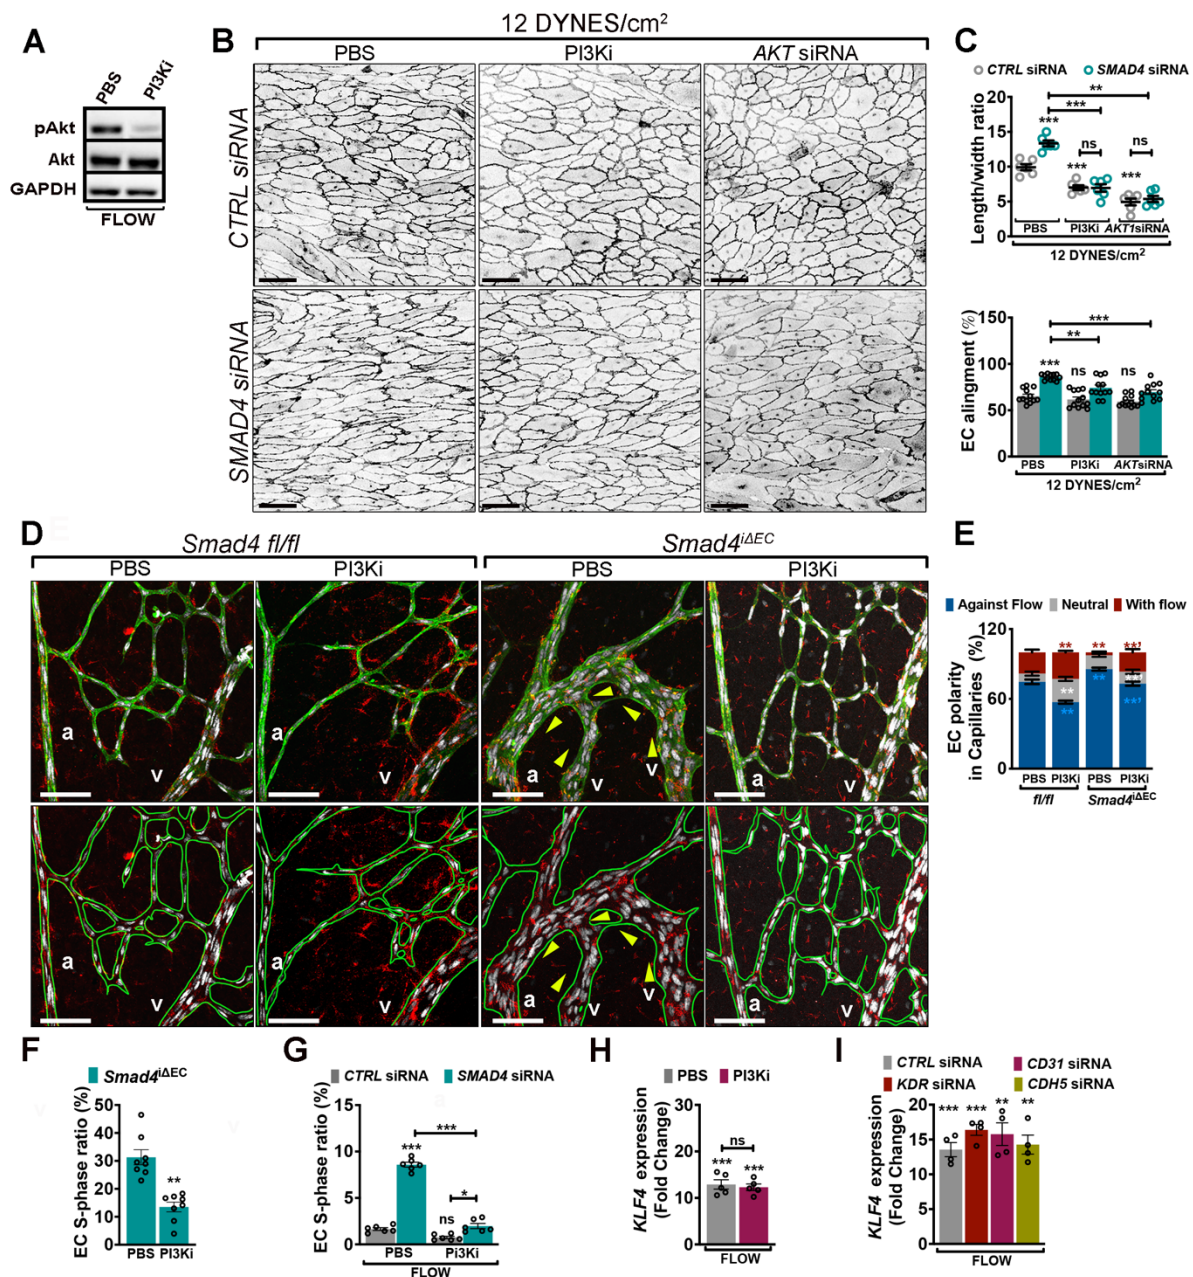 A
PBS
PI3Ki
pAkt
Akt
GAPDH
FLOW
B
12 DYNES/cm²
PBS
PI3Ki
AKT siRNA
CTRL siRNA
SMAD4 siRNA
C
CTRL siRNA
SMAD4 siRNA
Length/width ratio
20
15
10
5
0
**
***
***
ns
***
ns
***
PBS
PI3Ki
AKT1siRNA
12 DYNES/cm²
EC alingment (%)
150
100
50
0
***
**
***
ns
ns
PBS
PI3Ki
AKTsiRNA
12 DYNES/cm²
D
Smad4 fl/fl
Smad4iΔEC
PBS
PI3Ki
PBS
PI3Ki
a
v
a
v
a
v
v
a
a
v
a
v
a
v
v
a
E
Against Flow
Neutral
With flow
EC polarity
in Capillaries (%)
120
60
0
**
**
**'
**
**'
**
**
**'
PBS
PI3Ki
PBS
PI3Ki
fl/fl
Smad4iΔEC
F
Smad4iΔEC
EC S-phase ratio (%)
50
40
30
20
10
0
**
PBS
PI3Ki
G
CTRL siRNA
SMAD4 siRNA
EC S-phase ratio (%)
15
10
5
0
***
***
ns
*
PBS
Pi3Ki
FLOW
H
PBS
PI3Ki
KLF4 expression
(Fold Change)
30
20
10
0
ns
***
***
FLOW
I
CTRL siRNA
CD31 siRNA
KDR siRNA
CDH5 siRNA
KLF4 expression
(Fold Change)
20
15
10
5
0
***
***
**
**
FLOW